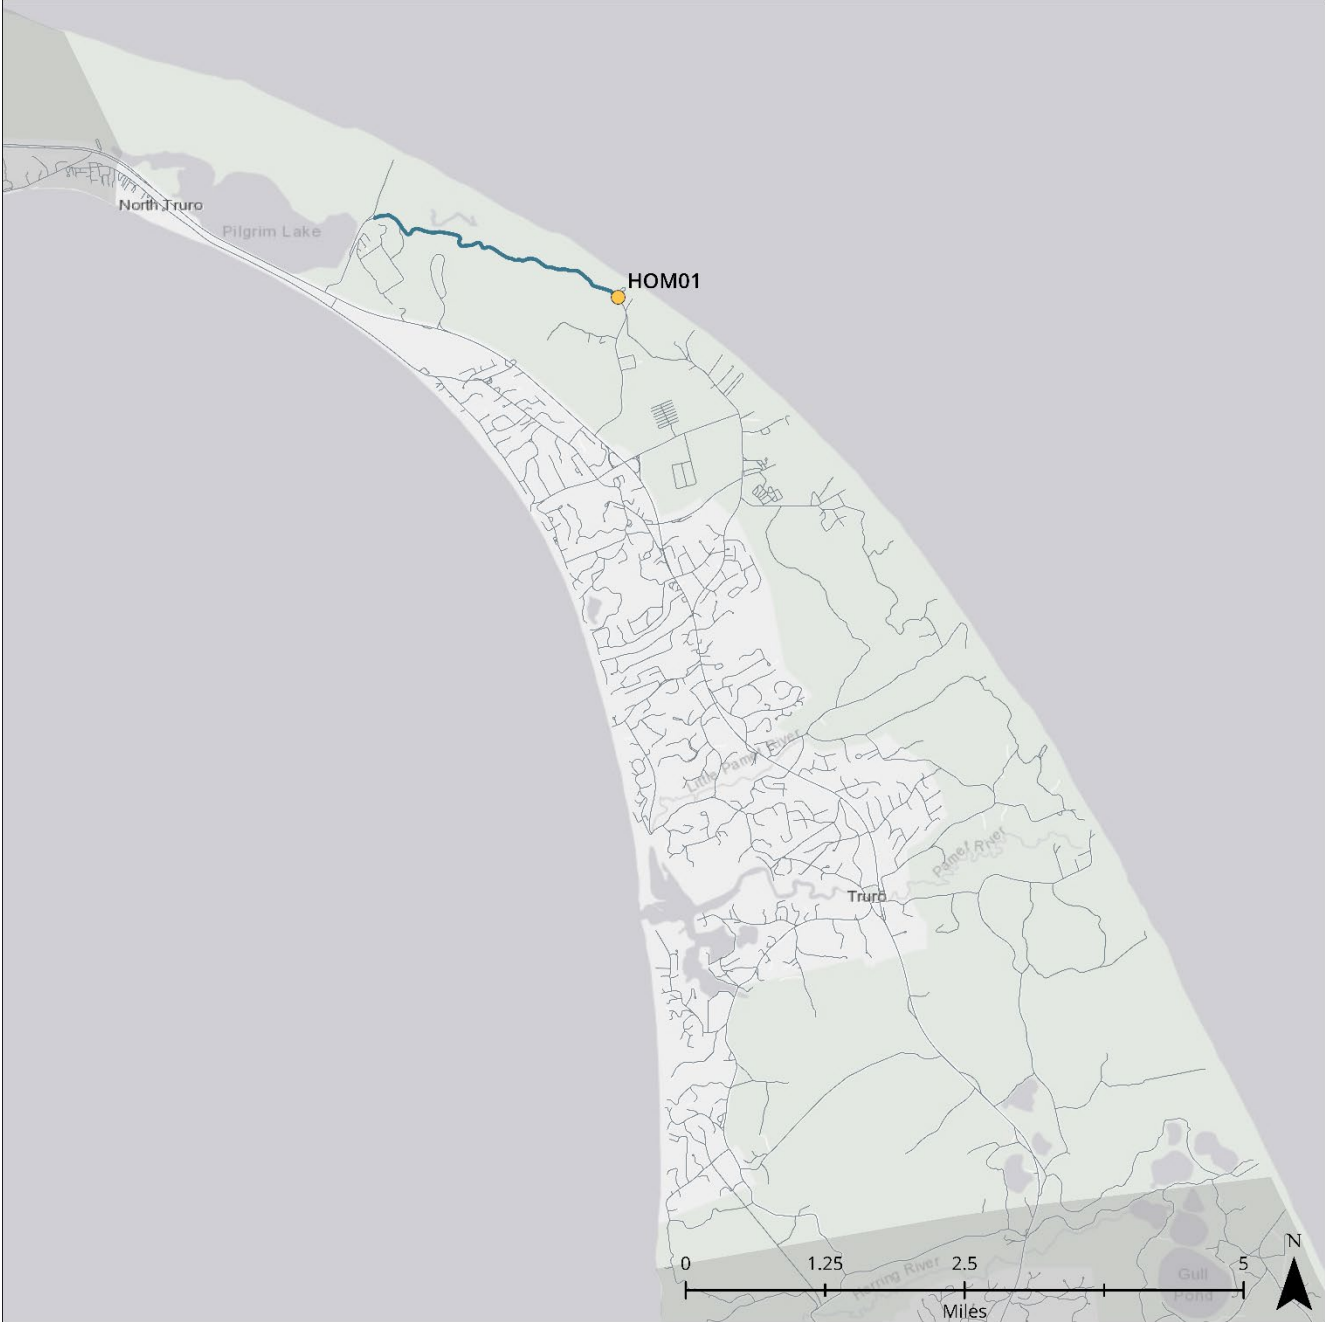 North Truro
Pilgrim Lake
HOM01
Little Pamet River
Pamet River
Truro
Herring River
Gull
Pond
N
0 1.25 2.5 5
Miles